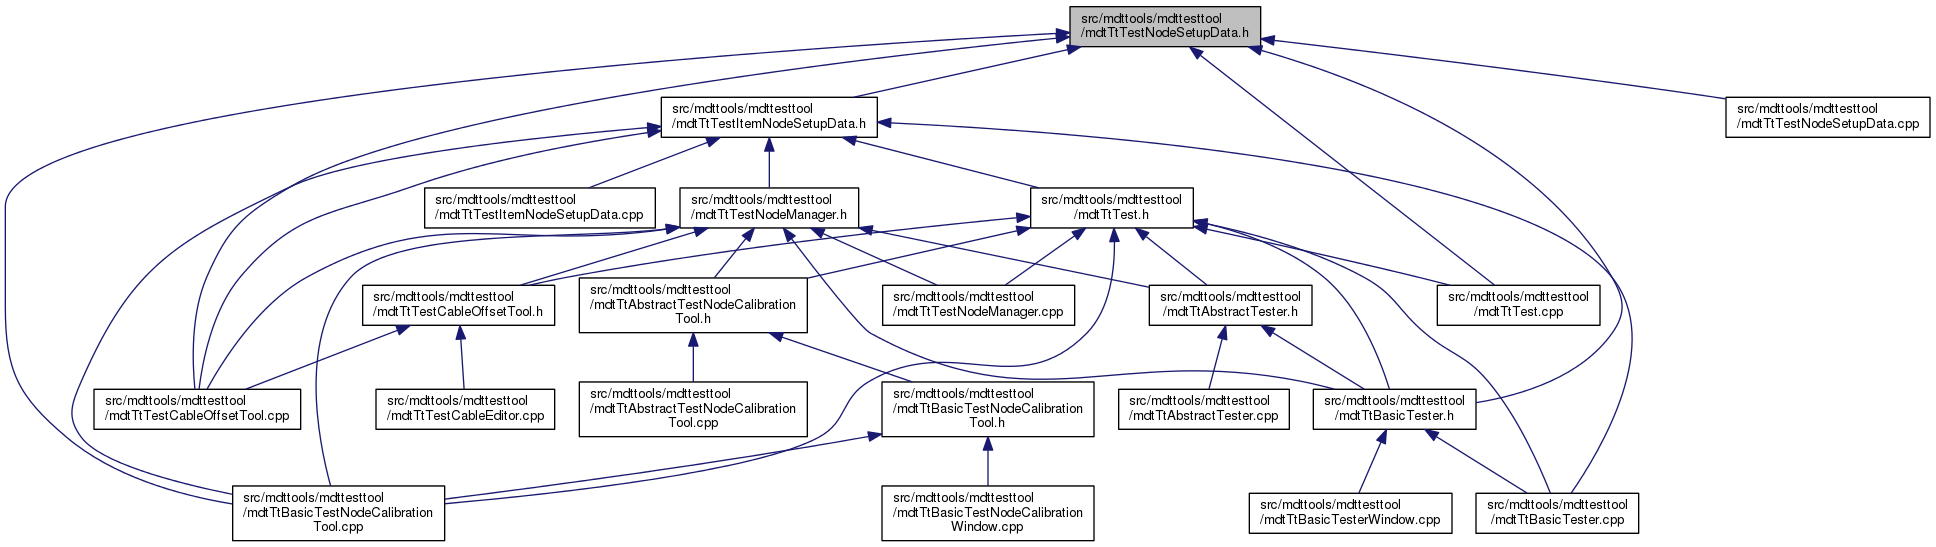 src/mdttools/mdttesttool
/mdtTtTestNodeSetupData.h
src/mdttools/mdttesttool
/mdtTtTestItemNodeSetupData.h
src/mdttools/mdttesttool
/mdtTtTestNodeSetupData.cpp
src/mdttools/mdttesttool
/mdtTtTestItemNodeSetupData.cpp
src/mdttools/mdttesttool
/mdtTtTestNodeManager.h
src/mdttools/mdttesttool
/mdtTtTest.h
src/mdttools/mdttesttool
/mdtTtTestCableOffsetTool.h
src/mdttools/mdttesttool
/mdtTtAbstractTestNodeCalibration
Tool.h
src/mdttools/mdttesttool
/mdtTtTestNodeManager.cpp
src/mdttools/mdttesttool
/mdtTtAbstractTester.h
src/mdttools/mdttesttool
/mdtTtTest.cpp
src/mdttools/mdttesttool
/mdtTtTestCableOffsetTool.cpp
src/mdttools/mdttesttool
/mdtTtTestCableEditor.cpp
src/mdttools/mdttesttool
/mdtTtAbstractTestNodeCalibration
Tool.cpp
src/mdttools/mdttesttool
/mdtTtBasicTestNodeCalibration
Tool.h
src/mdttools/mdttesttool
/mdtTtAbstractTester.cpp
src/mdttools/mdttesttool
/mdtTtBasicTester.h
src/mdttools/mdttesttool
/mdtTtBasicTestNodeCalibration
Tool.cpp
src/mdttools/mdttesttool
/mdtTtBasicTestNodeCalibration
Window.cpp
src/mdttools/mdttesttool
/mdtTtBasicTesterWindow.cpp
src/mdttools/mdttesttool
/mdtTtBasicTester.cpp